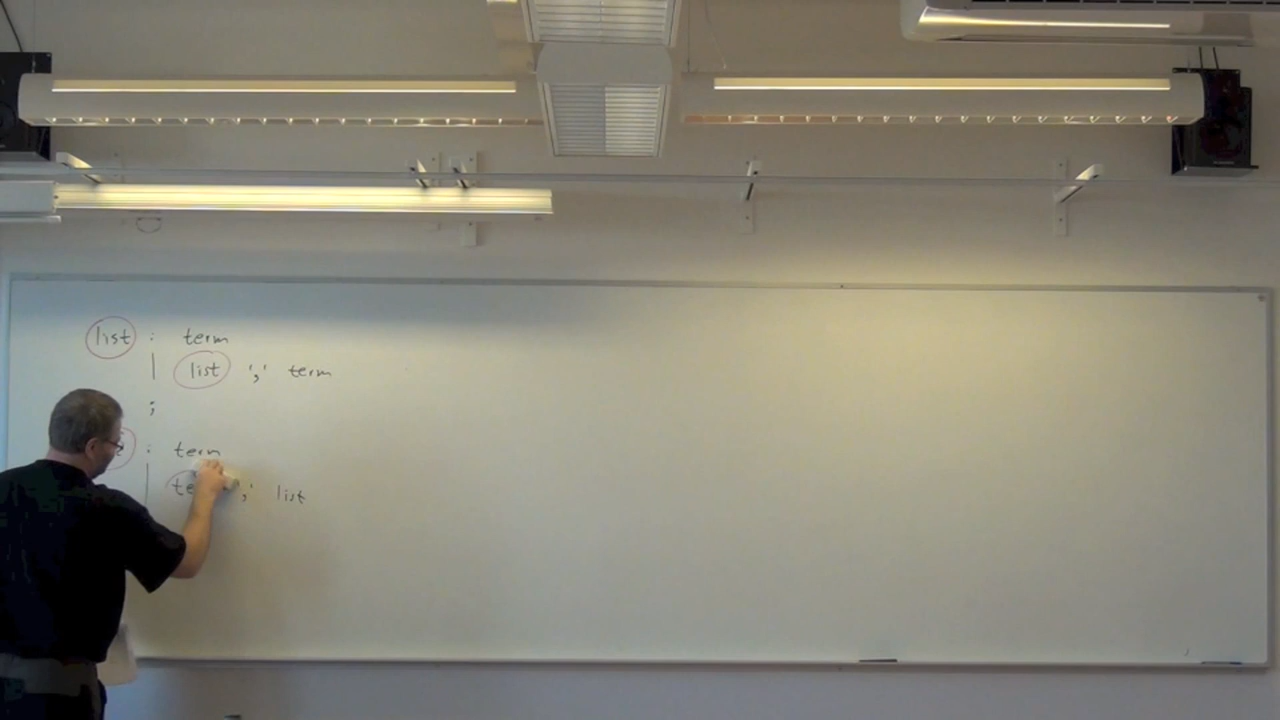 list : term
| list ',' term
;
: term
| ,' list